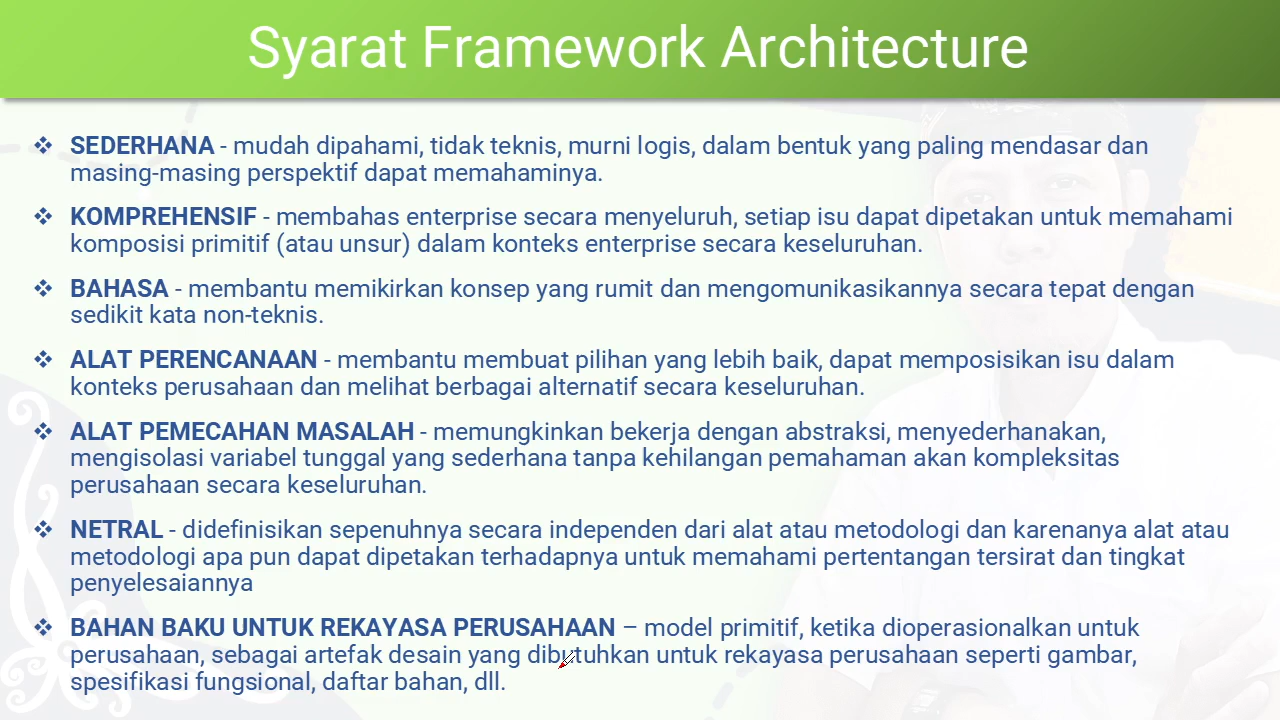 Syarat Framework Architecture
❖ SEDERHANA - mudah dipahami, tidak teknis, murni logis, dalam bentuk yang paling mendasar dan
masing-masing perspektif dapat memahaminya.
❖ KOMPREHENSIF - membahas enterprise secara menyeluruh, setiap isu dapat dipetakan untuk memahami
komposisi primitif (atau unsur) dalam konteks enterprise secara keseluruhan.
❖ BAHASA - membantu memikirkan konsep yang rumit dan mengomunikasikannya secara tepat dengan
sedikit kata non-teknis.
❖ ALAT PERENCANAAN - membantu membuat pilihan yang lebih baik, dapat memposisikan isu dalam
konteks perusahaan dan melihat berbagai alternatif secara keseluruhan.
❖ ALAT PEMECAHAN MASALAH - memungkinkan bekerja dengan abstraksi, menyederhanakan,
mengisolasi variabel tunggal yang sederhana tanpa kehilangan pemahaman akan kompleksitas
perusahaan secara keseluruhan.
❖ NETRAL - didefinisikan sepenuhnya secara independen dari alat atau metodologi dan karenanya alat atau
metodologi apa pun dapat dipetakan terhadapnya untuk memahami pertentangan tersirat dan tingkat
penyelesaiannya
❖ BAHAN BAKU UNTUK REKAYASA PERUSAHAAN – model primitif, ketika dioperasionalkan untuk
perusahaan, sebagai artefak desain yang dibutuhkan untuk rekayasa perusahaan seperti gambar,
spesifikasi fungsional, daftar bahan, dll.